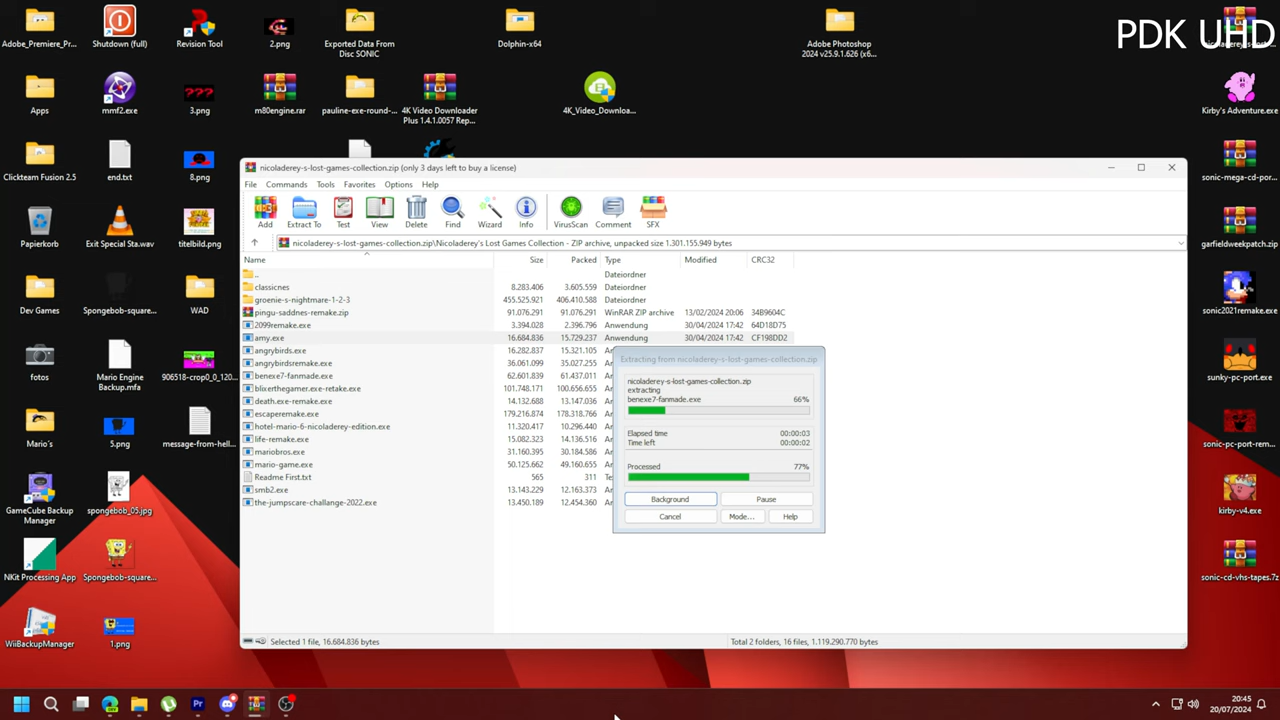 PDK UHD
Adobe_Premiere_Pr...
Shutdown (full)
Revision Tool
2.png
Exported Data From
Disc SONIC
Dolphin-x64
Adobe Photoshop
2024 v25.9.1.626 (x6...
Apps
mmf2.exe
3.png
m80engine.rar
pauline-exe-round-...
4K Video Downloader
Plus 1.4.1.0057 Rep...
4K_Video_Downloa...
Kirby's Adventure.exe
Clickteam Fusion 2.5
end.txt
8.png
sonic-mega-cd-por...
Papierkorb
Exit Special Sta.wav
titelbild.png
garfieldweekpatch.zip
Dev Games
Spongebob-square...
WAD
sonic2021remake.exe
fotos
Mario Engine
Backup.mfa
906518-crop0_0_120...
sunky-pc-port.exe
Mario's
5.png
message-from-hell...
sonic-pc-port-rem...
GameCube Backup
Manager
spongebob_05.jpg
kirby-v4.exe
NKit Processing App
Spongebob-square...
sonic-cd-vhs-tapes.7z
WiiBackupManager
1.png
nicoladerey-s-lost-games-collection.zip (only 3 days left to buy a license)
File Commands Tools Favorites Options Help
Add Extract To Test View Delete Find Wizard Info VirusScan Comment SFX
nicoladerey-s-lost-games-collection.zip\Nicoladerey's Lost Games Collection - ZIP archive, unpacked size 1.301.155.949 bytes
Name Size Packed Type Modified CRC32
.. Dateiordner
classicnes 8.283.406 3.605.559 Dateiordner
groenie-s-nightmare-1-2-3 455.525.921 406.410.588 Dateiordner
pingu-saddnes-remake.zip 91.076.291 91.076.291 WinRAR ZIP archive 13/02/2024 20:06 34B9604C
2099remake.exe 3.394.028 2.396.796 Anwendung 30/04/2024 17:42 64D18D75
amy.exe 16.684.836 15.729.237 Anwendung 30/04/2024 17:42 CF198DD2
angrybirds.exe 16.282.837 15.321.105 An
angrybirdsremake.exe 36.061.099 35.027.255 An
benexe7-fanmade.exe 62.601.839 61.437.011 An
blixerthegamer.exe-retake.exe 101.748.171 100.656.655 An
death.exe-remake.exe 14.132.688 13.147.036 An
escaperemake.exe 179.216.874 178.318.766 An
hotel-mario-6-nicoladerey-edition.exe 11.320.417 10.296.440 An
life-remake.exe 15.082.323 14.136.516 An
mariobros.exe 31.160.395 30.184.586 An
mario-game.exe 50.125.662 49.160.655 An
Readme First.txt 565 311 Te
smb2.exe 13.143.229 12.163.373 An
the-jumpscare-challange-2022.exe 13.450.189 12.454.360 An
Extracting from nicoladerey-s-lost-games-collection.zip
nicoladerey-s-lost-games-collection.zip
extracting
benexe7-fanmade.exe 66%
Elapsed time 00:00:03
Time left 00:00:02
Processed 77%
Background Pause
Cancel Mode... Help
Selected 1 file, 16.684.836 bytes
Total 2 folders, 16 files, 1.119.290.770 bytes
20:45
20/07/2024